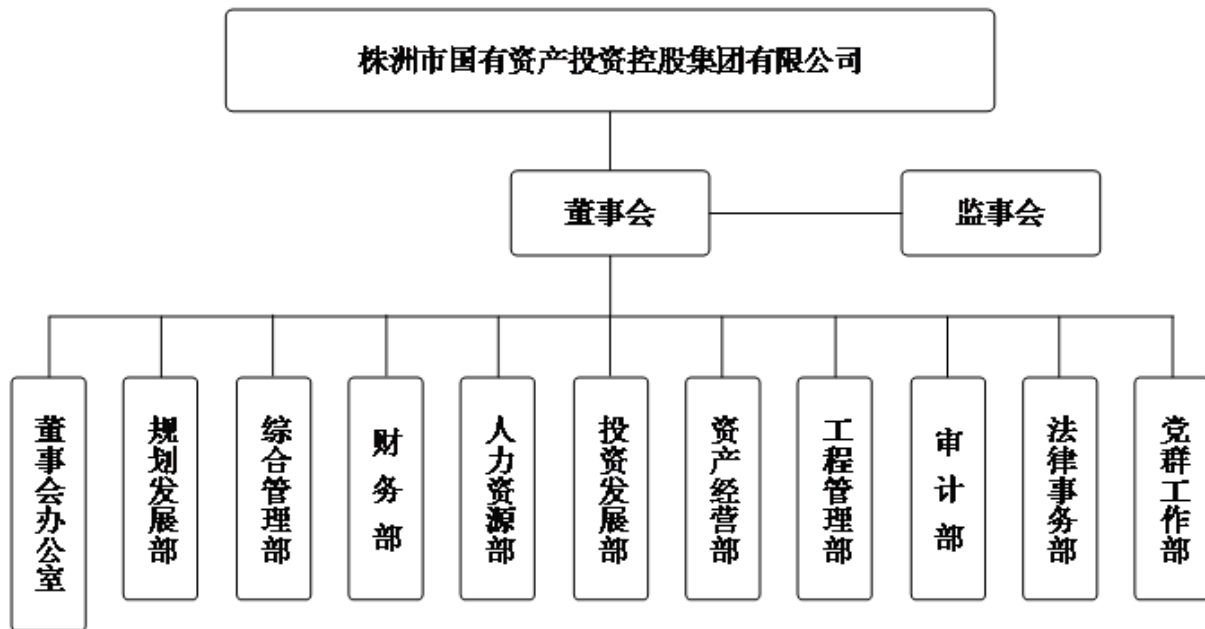 株洲市国有资产投资控股集团有限公司
董事会
监事会
董事会办公室
规划发展部
综合管理部
财务部
人力资源部
投资发展部
资产经营部
工程管理部
审计部
法律事务部
党群工作部